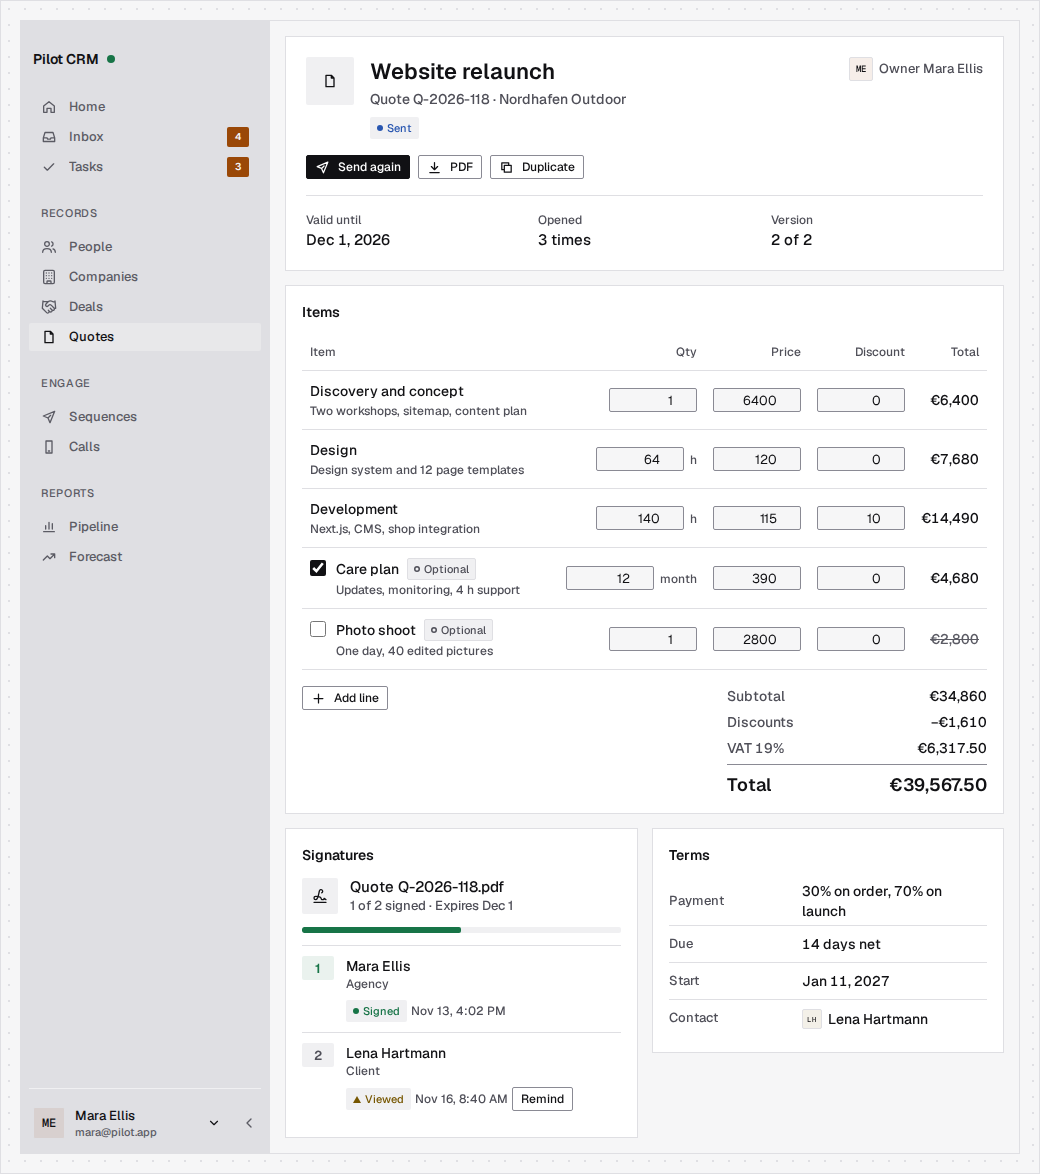 Pilot CRM
Home
Inbox 4
Tasks 3
RECORDS
People
Companies
Deals
Quotes
ENGAGE
Sequences
Calls
REPORTS
Pipeline
Forecast
ME Mara Ellis
mara@pilot.app
Website relaunch
ME Owner Mara Ellis
Quote Q-2026-118 · Nordhafen Outdoor
Sent
Send again PDF Duplicate
Valid until Opened Version
Dec 1, 2026 3 times 2 of 2
Items
Item Qty Price Discount Total
Discovery and concept
Two workshops, sitemap, content plan
1 6400 0 €6,400
Design
Design system and 12 page templates
64 h 120 0 €7,680
Development
Next.js, CMS, shop integration
140 h 115 10 €14,490
Care plan Optional
Updates, monitoring, 4 h support
12 month 390 0 €4,680
Photo shoot Optional
One day, 40 edited pictures
1 2800 0 €2,800
Add line
Subtotal €34,860
Discounts −€1,610
VAT 19% €6,317.50
Total €39,567.50
Signatures
Quote Q-2026-118.pdf
1 of 2 signed · Expires Dec 1
1 Mara Ellis
Agency
Signed Nov 13, 4:02 PM
2 Lena Hartmann
Client
Viewed Nov 16, 8:40 AM Remind
Terms
Payment 30% on order, 70% on
launch
Due 14 days net
Start Jan 11, 2027
Contact LH Lena Hartmann